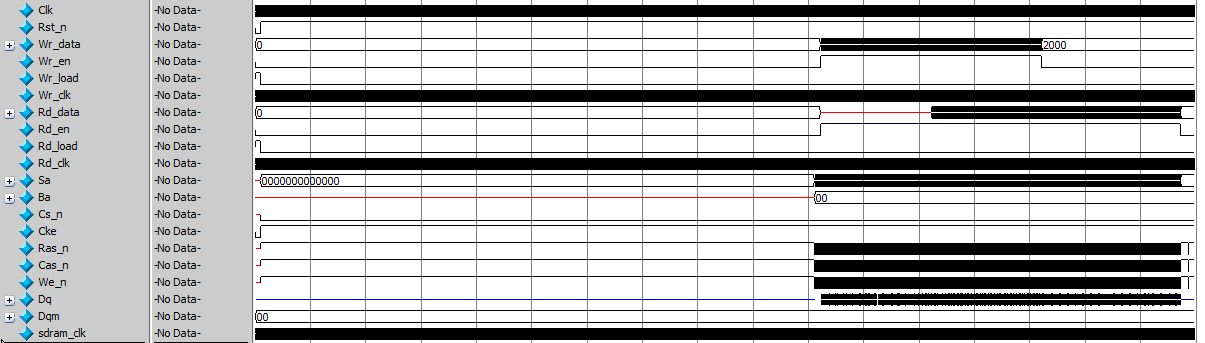 Clk -No Data-
Rst_n -No Data-
Wr_data -No Data- 0 2000
Wr_en -No Data-
Wr_load -No Data-
Wr_clk -No Data-
Rd_data -No Data- 0
Rd_en -No Data-
Rd_load -No Data-
Rd_clk -No Data-
Sa -No Data- 0000000000000
Ba -No Data- 00
Cs_n -No Data-
Cke -No Data-
Ras_n -No Data-
Cas_n -No Data-
We_n -No Data-
Dq -No Data-
Dqm -No Data- 00
sdram_clk -No Data-